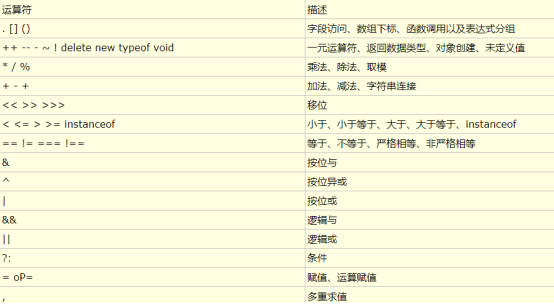 运算符 描述
. [] () 字段访问、数组下标、函数调用以及表达式分组
++ -- - ~ ! delete new typeof void 一元运算符、返回数据类型、对象创建、未定义值
* / % 乘法、除法、取模
+ - + 加法、减法、字符串连接
<< >> >>> 移位
< <= > >= instanceof 小于、小于等于、大于、大于等于、instanceof
== != === !== 等于、不等于、严格相等、非严格相等
& 按位与
^ 按位异或
| 按位或
&& 逻辑与
|| 逻辑或
?: 条件
= oP= 赋值、运算赋值
, 多重求值